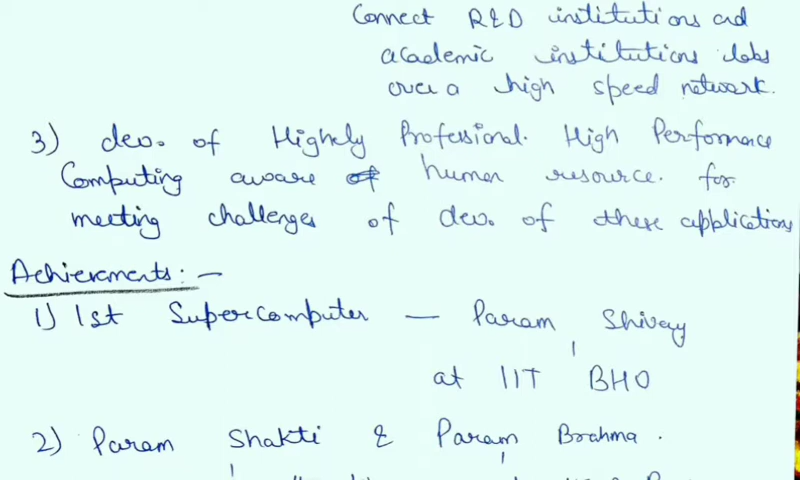 Connect R&D institutions and
academic institutions labs
over a high speed network.
3) dev. of Highely Professional High Performance
Computing aware human resource for
meeting challenges of dev. of these applications
Achievements: -
1) 1st Supercomputer - Param Shivay
at IIT BHO
2) Param Shakti & Param Brahma.